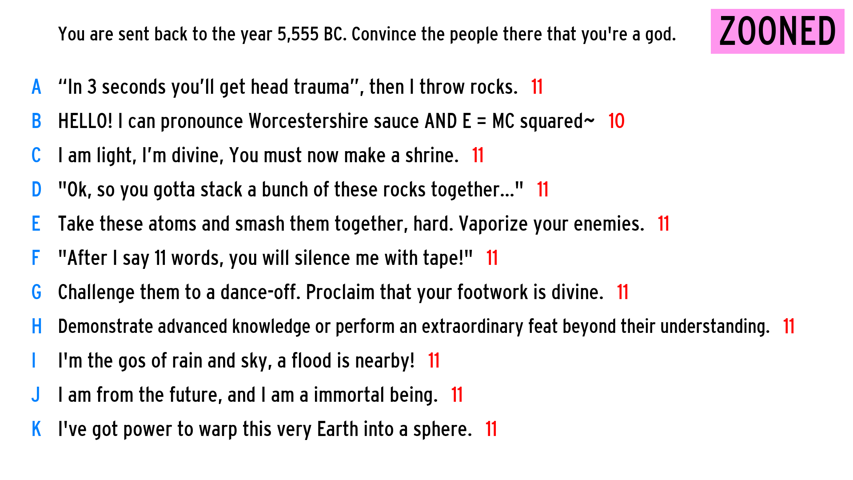 You are sent back to the year 5,555 BC. Convince the people there that you're a god.
ZOONED
A “In 3 seconds you’ll get head trauma”, then I throw rocks. 11
B HELLO! I can pronounce Worcestershire sauce AND E = MC squared~ 10
C I am light, I’m divine, You must now make a shrine. 11
D "Ok, so you gotta stack a bunch of these rocks together..." 11
E Take these atoms and smash them together, hard. Vaporize your enemies. 11
F "After I say 11 words, you will silence me with tape!" 11
G Challenge them to a dance-off. Proclaim that your footwork is divine. 11
H Demonstrate advanced knowledge or perform an extraordinary feat beyond their understanding. 11
I I'm the gos of rain and sky, a flood is nearby! 11
J I am from the future, and I am a immortal being. 11
K I've got power to warp this very Earth into a sphere. 11